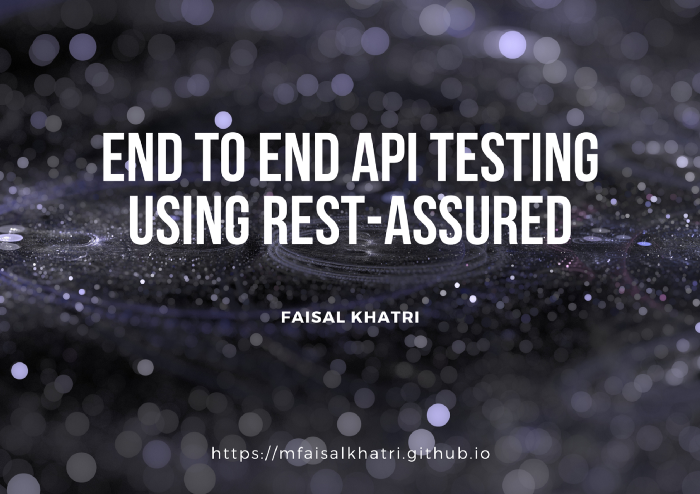 END TO END API TESTING
USING REST-ASSURED
FAISAL KHATRI
https://mfaisalkhatri.github.io